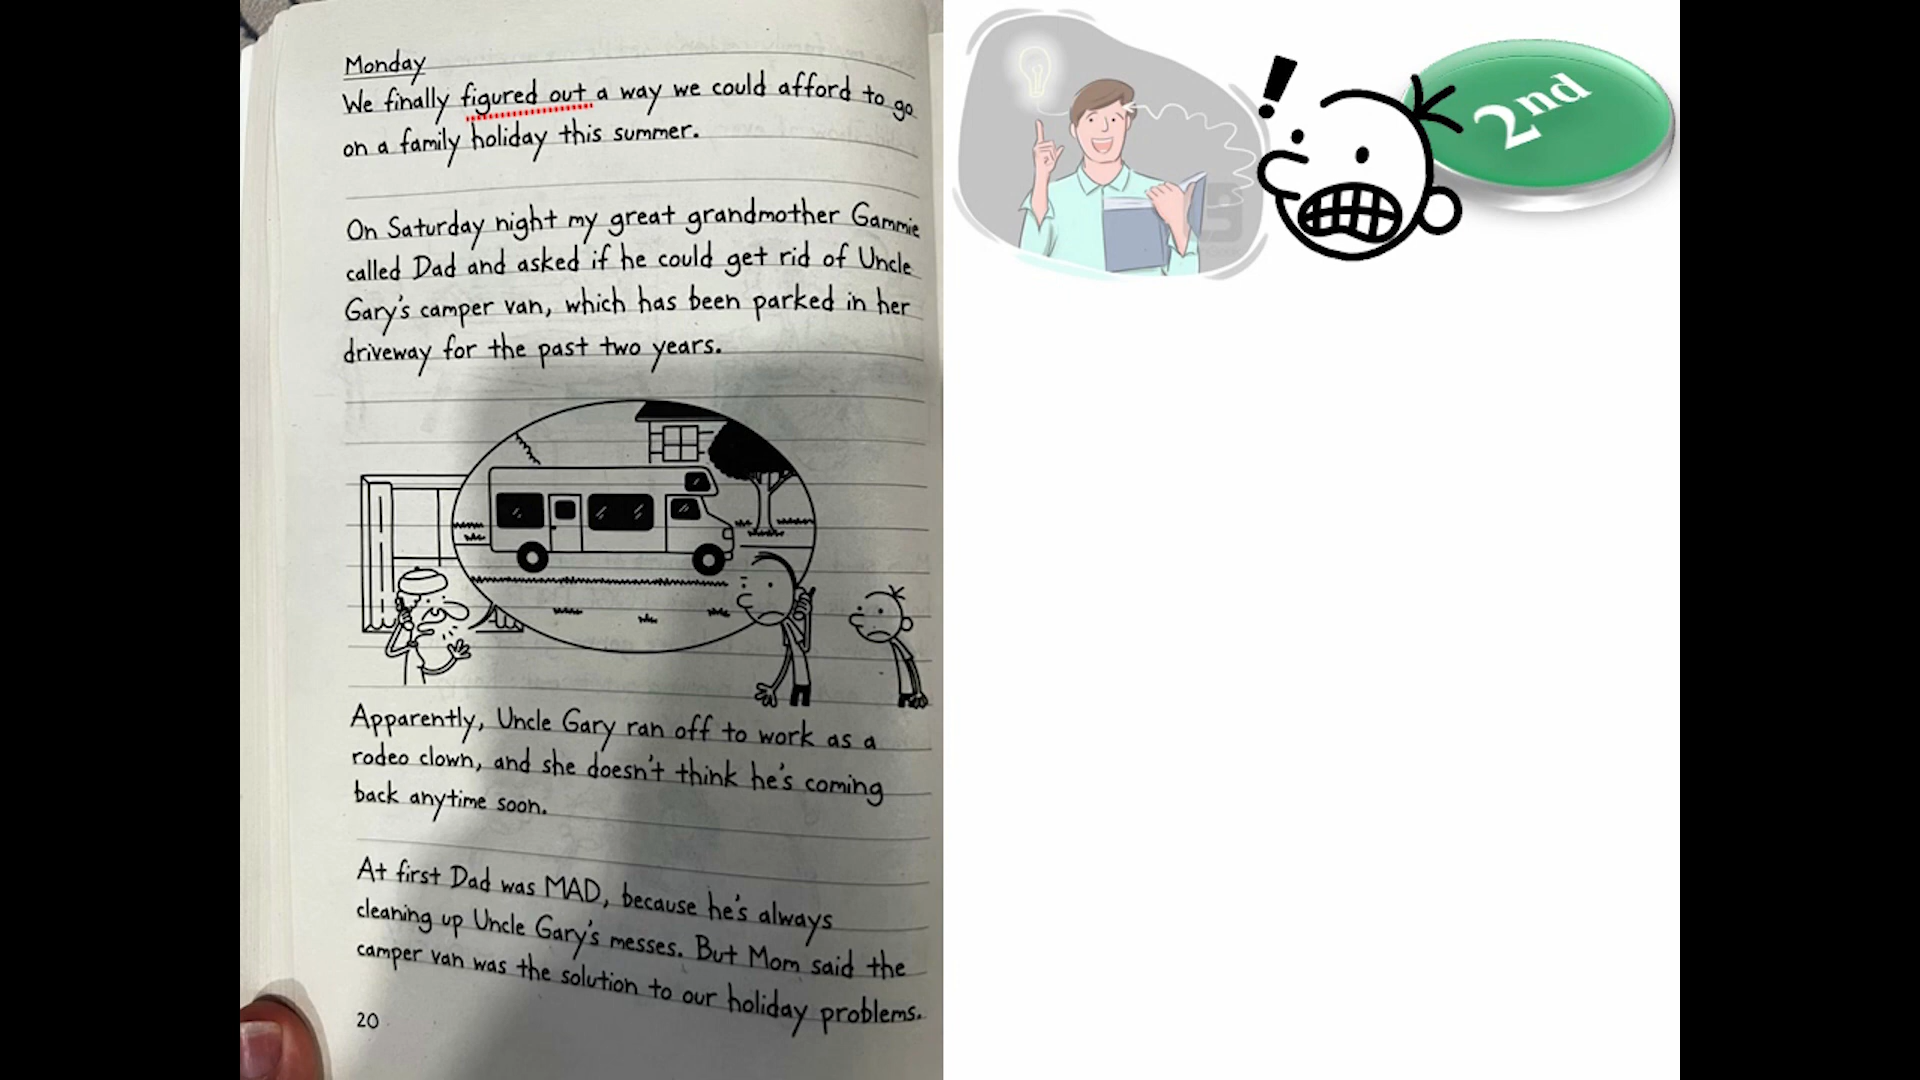 Monday
We finally figured out a way we could afford to go
on a family holiday this summer.
On Saturday night my great grandmother Gammie
called Dad and asked if he could get rid of Uncle
Gary's camper van, which has been parked in her
driveway for the past two years.
Apparently, Uncle Gary ran off to work as a
rodeo clown, and she doesn't think he's coming
back anytime soon.
At first Dad was MAD, because he's always
cleaning up Uncle Gary's messes. But Mom said the
camper van was the solution to our holiday problems.
20
!
2nd